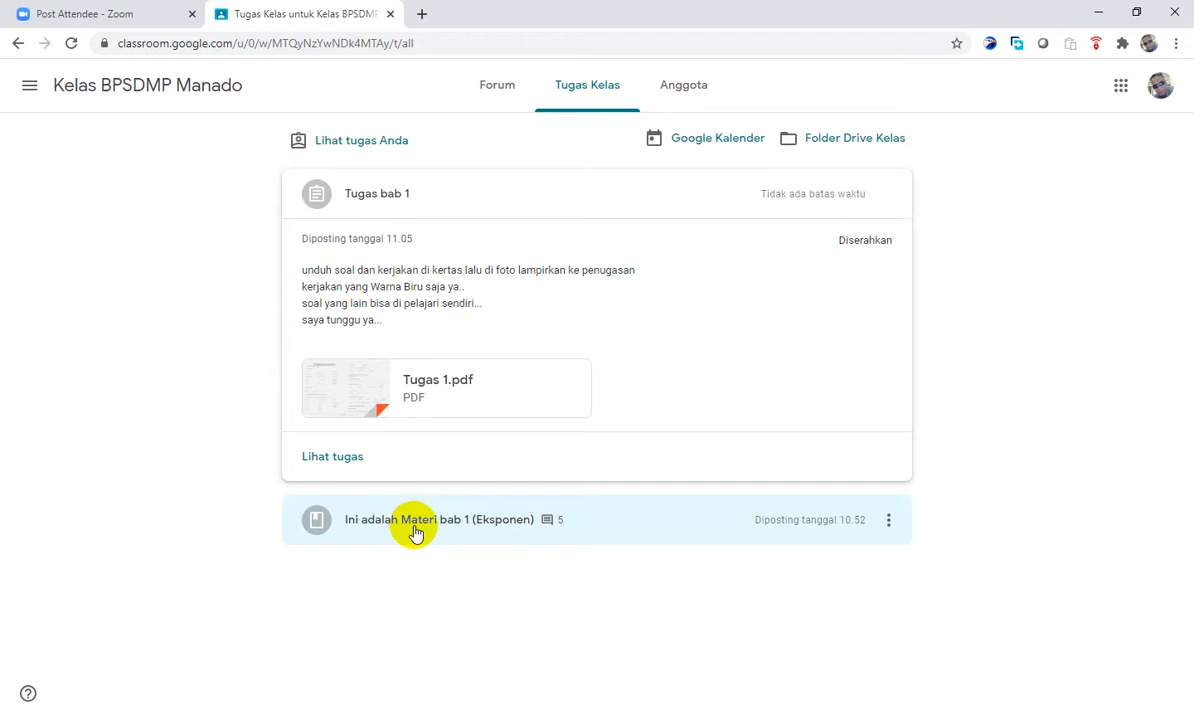 Post Attendee - Zoom
Tugas Kelas untuk Kelas BPSDMP
classroom.google.com/u/0/w/MTQyNzYwNDk4MTAy/t/all
Kelas BPSDMP Manado
Forum
Tugas Kelas
Anggota
Lihat tugas Anda
Google Kalender
Folder Drive Kelas
Tugas bab 1
Tidak ada batas waktu
Diposting tanggal 11.05
Diserahkan
unduh soal dan kerjakan di kertas lalu di foto lampirkan ke penugasan
kerjakan yang Warna Biru saja ya..
soal yang lain bisa di pelajari sendiri...
saya tunggu ya...
Tugas 1.pdf
PDF
Lihat tugas
Ini adalah Materi bab 1 (Eksponen) 5
Diposting tanggal 10.52